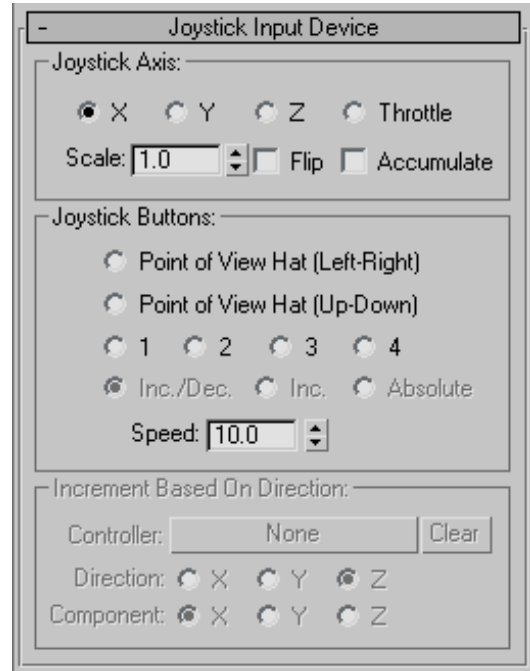 - Joystick Input Device
Joystick Axis:
X Y Z Throttle
Scale: 1.0 Flip Accumulate
Joystick Buttons:
Point of View Hat (Left-Right)
Point of View Hat (Up-Down)
1 2 3 4
Inc./Dec. Inc. Absolute
Speed: 10.0
Increment Based On Direction:
Controller: None Clear
Direction: X Y Z
Component: X Y Z